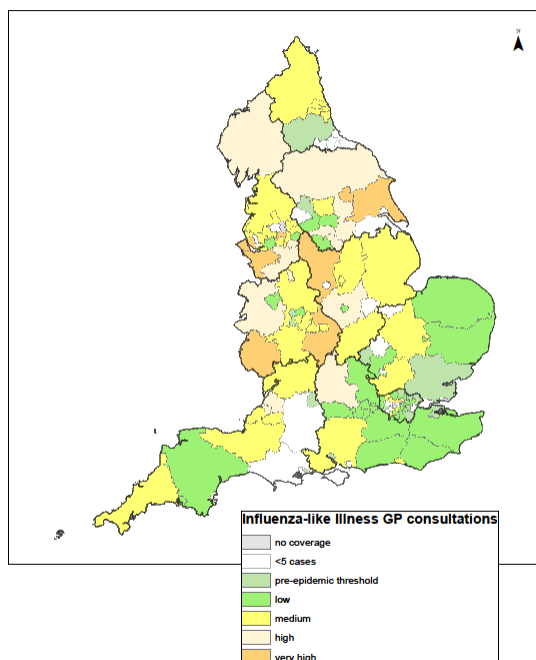 N
Influenza-like Illness GP consultations
no coverage
<5 cases
pre-epidemic threshold
low
medium
high
very high